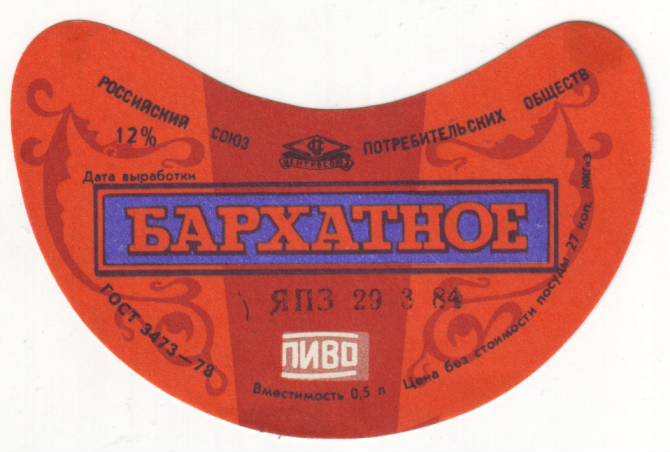 РОССИЙСКИЙ СОЮЗ ПОТРЕБИТЕЛЬСКИХ ОБЩЕСТВ
12%
ЦЕНТРОСОЮЗ
Дата выработки
БАРХАТНОЕ
ЯПЗ 29 3 84
ГОСТ 3473—78
ПИВО
Вместимость 0,5 л
Цена без стоимости посуды 27 коп.